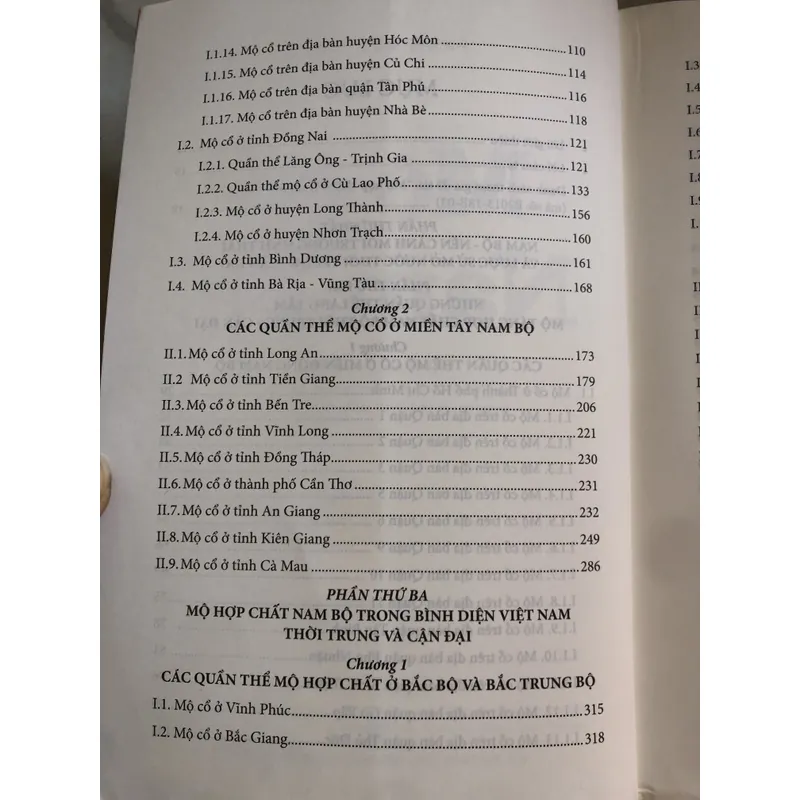 I.1.14. Mộ cổ trên địa bàn huyện Hóc Môn ........ 110
I.1.15. Mộ cổ trên địa bàn huyện Củ Chi ........ 114
I.1.16. Mộ cổ trên địa bàn quận Tân Phú ........ 116
I.1.17. Mộ cổ trên địa bàn huyện Nhà Bè ........ 118
I.2. Mộ cổ ở tỉnh Đồng Nai ........ 121
I.2.1. Quần thể Lăng Ông - Trịnh Gia ........ 121
I.2.2. Quần thể mộ cổ ở Cù Lao Phố ........ 133
I.2.3. Mộ cổ ở huyện Long Thành ........ 156
I.2.4. Mộ cổ ở huyện Nhơn Trạch ........ 160
I.3. Mộ cổ ở tỉnh Bình Dương ........ 161
I.4. Mộ cổ ở tỉnh Bà Rịa - Vũng Tàu ........ 168
Chương 2
CÁC QUẦN THỂ MỘ CỔ Ở MIỀN TÂY NAM BỘ
II.1. Mộ cổ ở tỉnh Long An ........ 173
II.2 Mộ cổ ở tỉnh Tiền Giang ........ 179
II.3. Mộ cổ ở tỉnh Bến Tre ........ 206
II.4. Mộ cổ ở tỉnh Vĩnh Long ........ 221
II.5. Mộ cổ ở tỉnh Đồng Tháp ........ 230
II.6. Mộ cổ ở thành phố Cần Thơ ........ 231
II.7. Mộ cổ ở tỉnh An Giang ........ 232
II.8. Mộ cổ ở tỉnh Kiên Giang ........ 249
II.9. Mộ cổ ở tỉnh Cà Mau ........ 286
PHẦN THỨ BA
MỘ HỢP CHẤT NAM BỘ TRONG BÌNH DIỆN VIỆT NAM
THỜI TRUNG VÀ CẬN ĐẠI
Chương 1
CÁC QUẦN THỂ MỘ HỢP CHẤT Ở BẮC BỘ VÀ BẮC TRUNG BỘ
I.1. Mộ cổ ở Vĩnh Phúc ........ 315
I.2. Mộ cổ ở Bắc Giang ........ 318